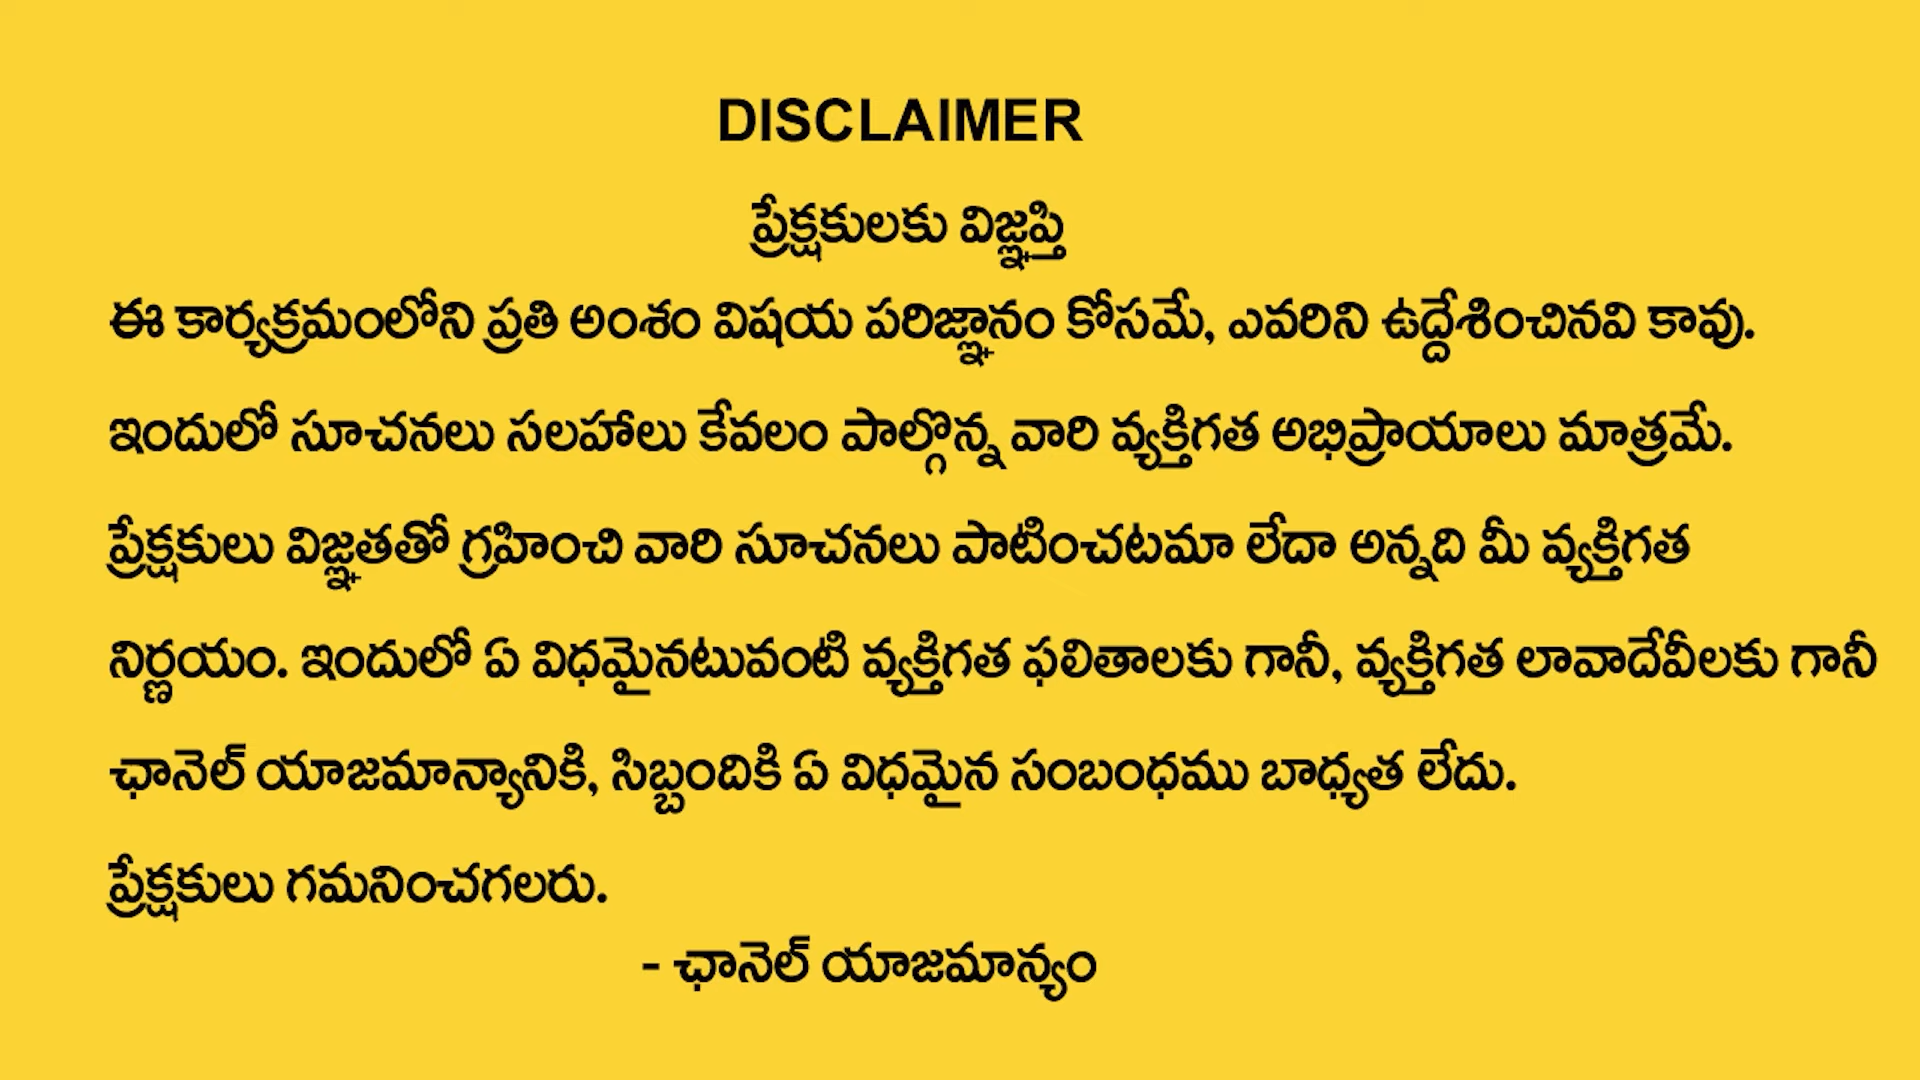 DISCLAIMER
ప్రేక్షకులకు విజ్ఞప్తి
ఈ కార్యక్రమంలోని ప్రతి అంశం విషయ పరిజ్ఞానం కోసమే, ఎవరిని ఉద్దేశించినవి కావు.
ఇందులో సూచనలు సలహాలు కేవలం పాల్గొన్న వారి వ్యక్తిగత అభిప్రాయాలు మాత్రమే.
ప్రేక్షకులు విజ్ఞతతో గ్రహించి వారి సూచనలు పాటించటమా లేదా అన్నది మీ వ్యక్తిగత
నిర్ణయం. ఇందులో ఏ విధమైనటువంటి వ్యక్తిగత ఫలితాలకు గానీ, వ్యక్తిగత లావాదేవీలకు గానీ
ఛానెల్ యాజమాన్యానికి, సిబ్బందికి ఏ విధమైన సంబంధము బాధ్యత లేదు.
ప్రేక్షకులు గమనించగలరు.
- ఛానెల్ యాజమాన్యం